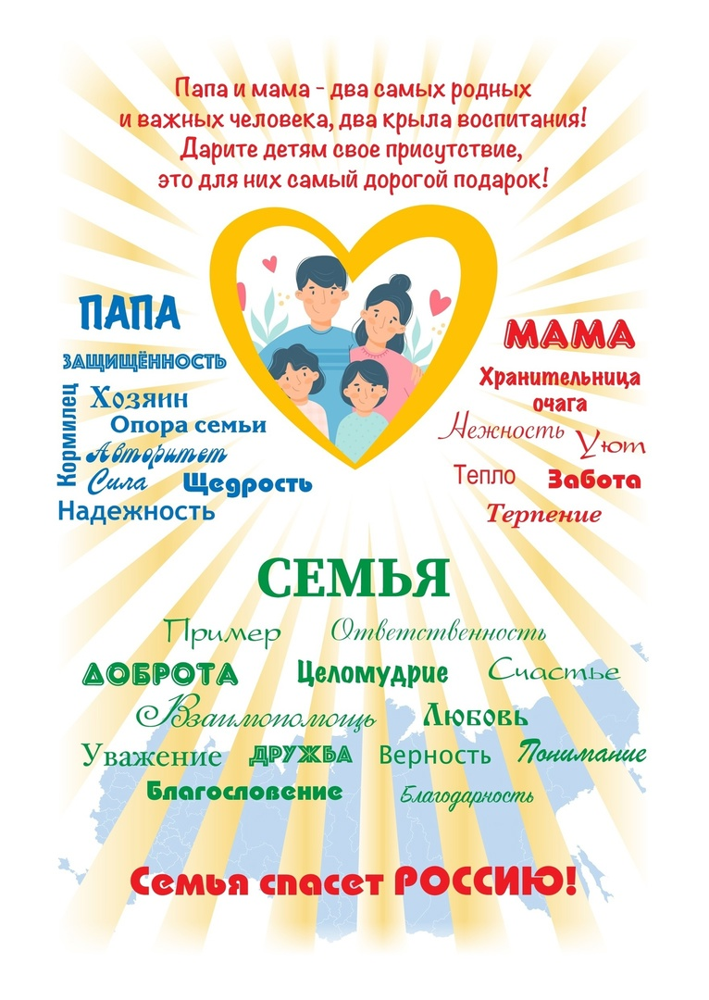 Папа и мама - два самых родных
и важных человека, два крыла воспитания!
Дарите детям свое присутствие,
это для них самый дорогой подарок!
ПАПА
ЗАЩИЩЁННОСТЬ
Кормилец
Хозяин
Опора семьи
Авторитет
Сила
Щедрость
Надежность
МАМА
Хранительница
очага
Нежность
Уют
Тепло
Забота
Терпение
СЕМЬЯ
Пример
Ответственность
ДОБРОТА
Целомудрие
Счастье
Взаимопомощь
Любовь
Уважение
ДРУЖБА
Верность
Понимание
Благословение
Благодарность
Семья спасет РОССИЮ!